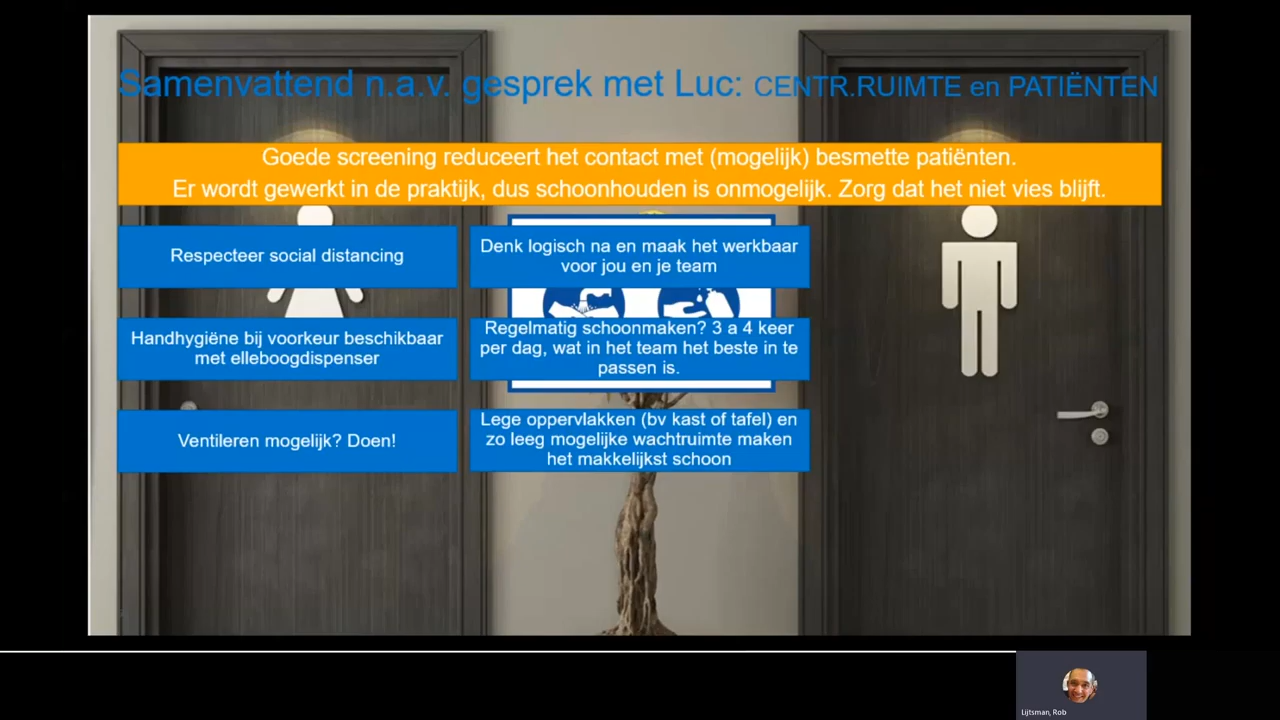 Samenvattend n.a.v. gesprek met Luc: CENTR.RUIMTE en PATIËNTEN
Goede screening reduceert het contact met (mogelijk) besmette patiënten.
Er wordt gewerkt in de praktijk, dus schoonhouden is onmogelijk. Zorg dat het niet vies blijft.
Respecteer social distancing
Denk logisch na en maak het werkbaar
voor jou en je team
Handhygiëne bij voorkeur beschikbaar
met elleboogdispenser
Regelmatig schoonmaken? 3 a 4 keer
per dag, wat in het team het beste in te
passen is.
Ventileren mogelijk? Doen!
Lege oppervlakken (bv kast of tafel) en
zo leeg mogelijke wachtruimte maken
het makkelijkst schoon
Lijtsman, Rob